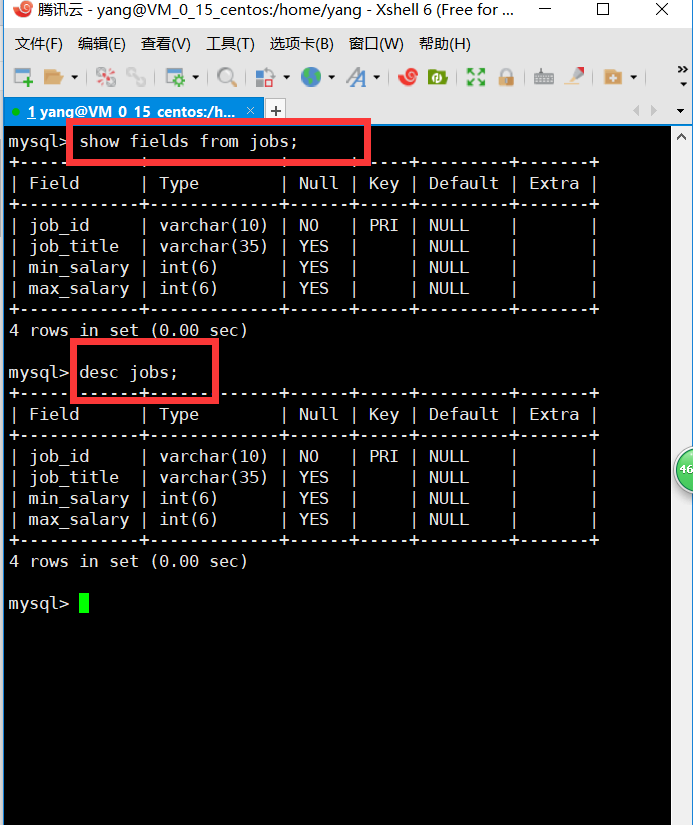 腾讯云 - yang@VM_0_15_centos:/home/yang - Xshell 6 (Free for ...
文件(F) 编辑(E) 查看(V) 工具(T) 选项卡(B) 窗口(W) 帮助(H)
1 yang@VM_0_15_centos:/h...
mysql> show fields from jobs;
+------------+-------------+------+-----+---------+-------+
| Field      | Type        | Null | Key | Default | Extra |
+------------+-------------+------+-----+---------+-------+
| job_id     | varchar(10) | NO   | PRI | NULL    |       |
| job_title  | varchar(35) | YES  |     | NULL    |       |
| min_salary | int(6)      | YES  |     | NULL    |       |
| max_salary | int(6)      | YES  |     | NULL    |       |
+------------+-------------+------+-----+---------+-------+
4 rows in set (0.00 sec)
mysql> desc jobs;
+------------+-------------+------+-----+---------+-------+
| Field      | Type        | Null | Key | Default | Extra |
+------------+-------------+------+-----+---------+-------+
| job_id     | varchar(10) | NO   | PRI | NULL    |       |
| job_title  | varchar(35) | YES  |     | NULL    |       |
| min_salary | int(6)      | YES  |     | NULL    |       |
| max_salary | int(6)      | YES  |     | NULL    |       |
+------------+-------------+------+-----+---------+-------+
4 rows in set (0.00 sec)
mysql>
46